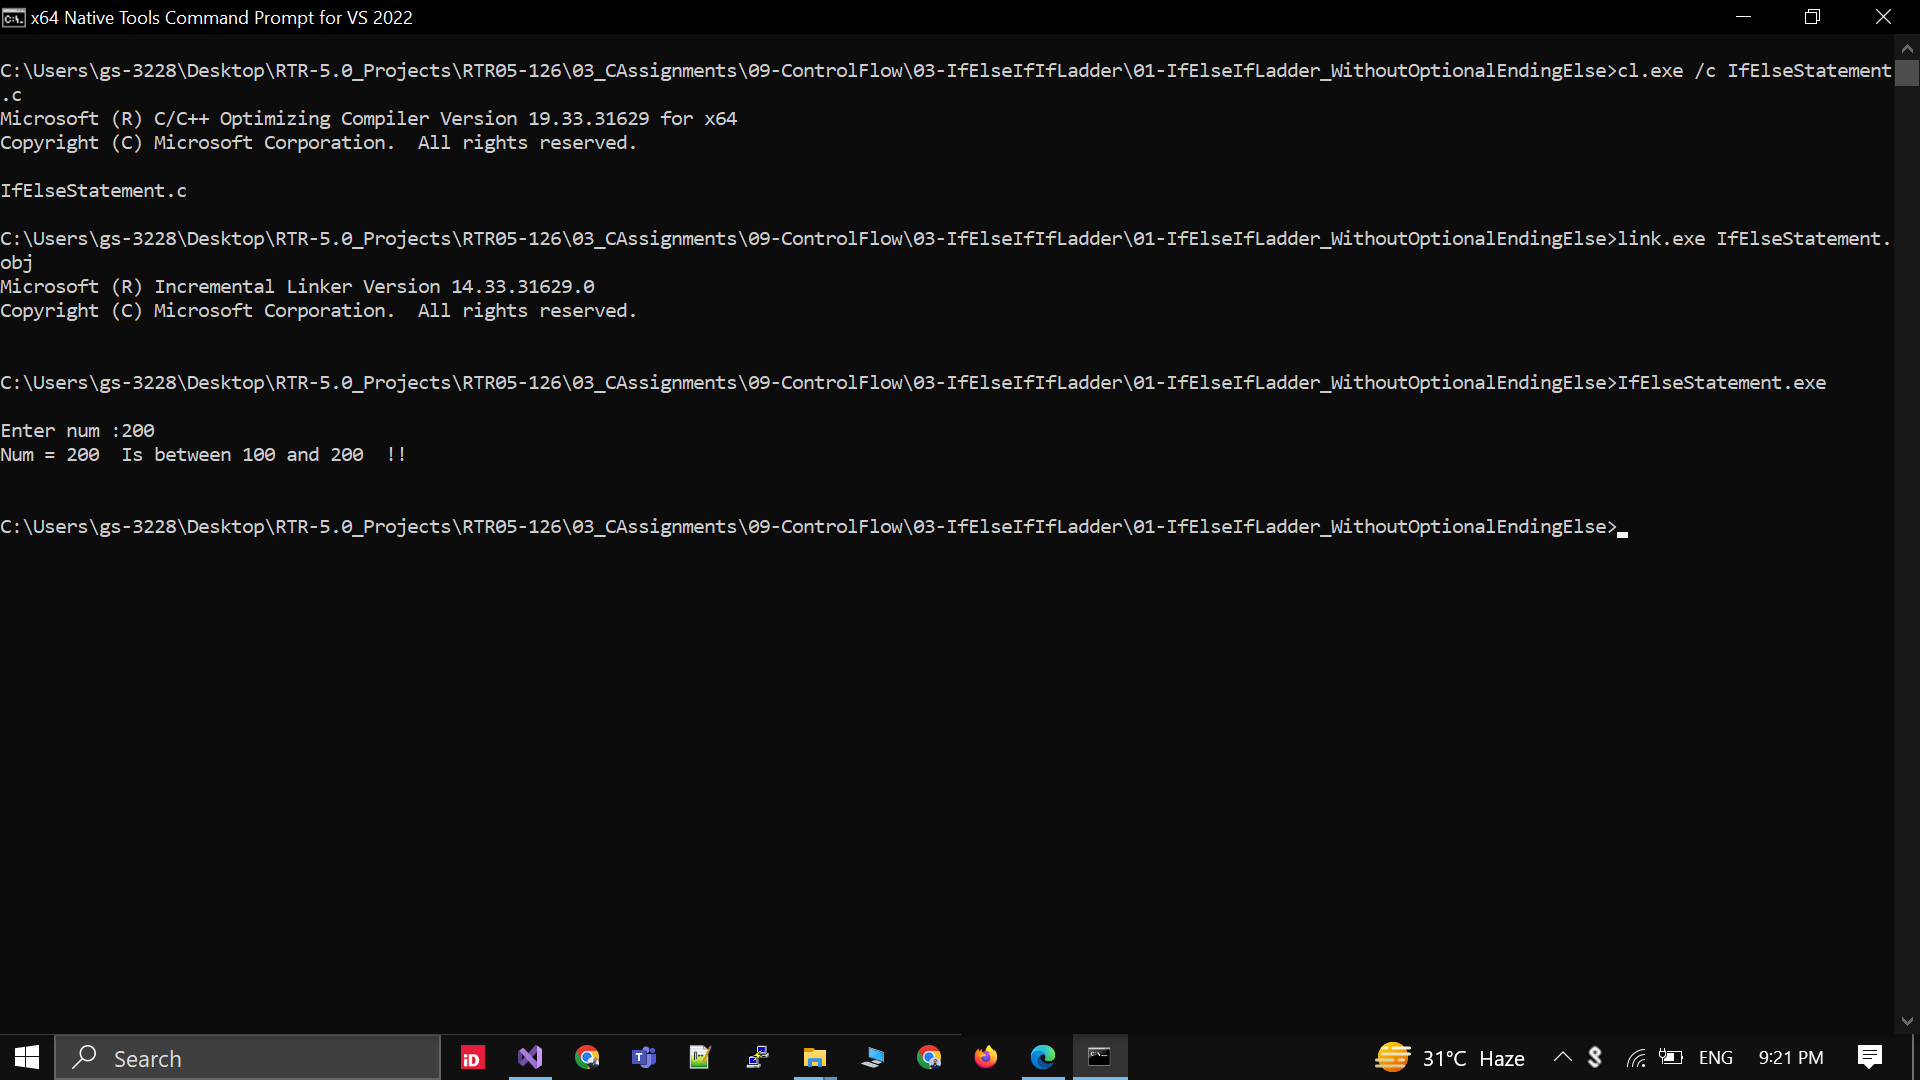 x64 Native Tools Command Prompt for VS 2022
C:\Users\gs-3228\Desktop\RTR-5.0_Projects\RTR05-126\03_CAssignments\09-ControlFlow\03-IfElseIfIfLadder\01-IfElseIfLadder_WithoutOptionalEndingElse>cl.exe /c IfElseStatement
.c
Microsoft (R) C/C++ Optimizing Compiler Version 19.33.31629 for x64
Copyright (C) Microsoft Corporation.  All rights reserved.
IfElseStatement.c
C:\Users\gs-3228\Desktop\RTR-5.0_Projects\RTR05-126\03_CAssignments\09-ControlFlow\03-IfElseIfIfLadder\01-IfElseIfLadder_WithoutOptionalEndingElse>link.exe IfElseStatement.
obj
Microsoft (R) Incremental Linker Version 14.33.31629.0
Copyright (C) Microsoft Corporation.  All rights reserved.
C:\Users\gs-3228\Desktop\RTR-5.0_Projects\RTR05-126\03_CAssignments\09-ControlFlow\03-IfElseIfIfLadder\01-IfElseIfLadder_WithoutOptionalEndingElse>IfElseStatement.exe
Enter num :200
Num = 200  Is between 100 and 200  !!
C:\Users\gs-3228\Desktop\RTR-5.0_Projects\RTR05-126\03_CAssignments\09-ControlFlow\03-IfElseIfIfLadder\01-IfElseIfLadder_WithoutOptionalEndingElse>
Search
31°C Haze
ENG
9:21 PM